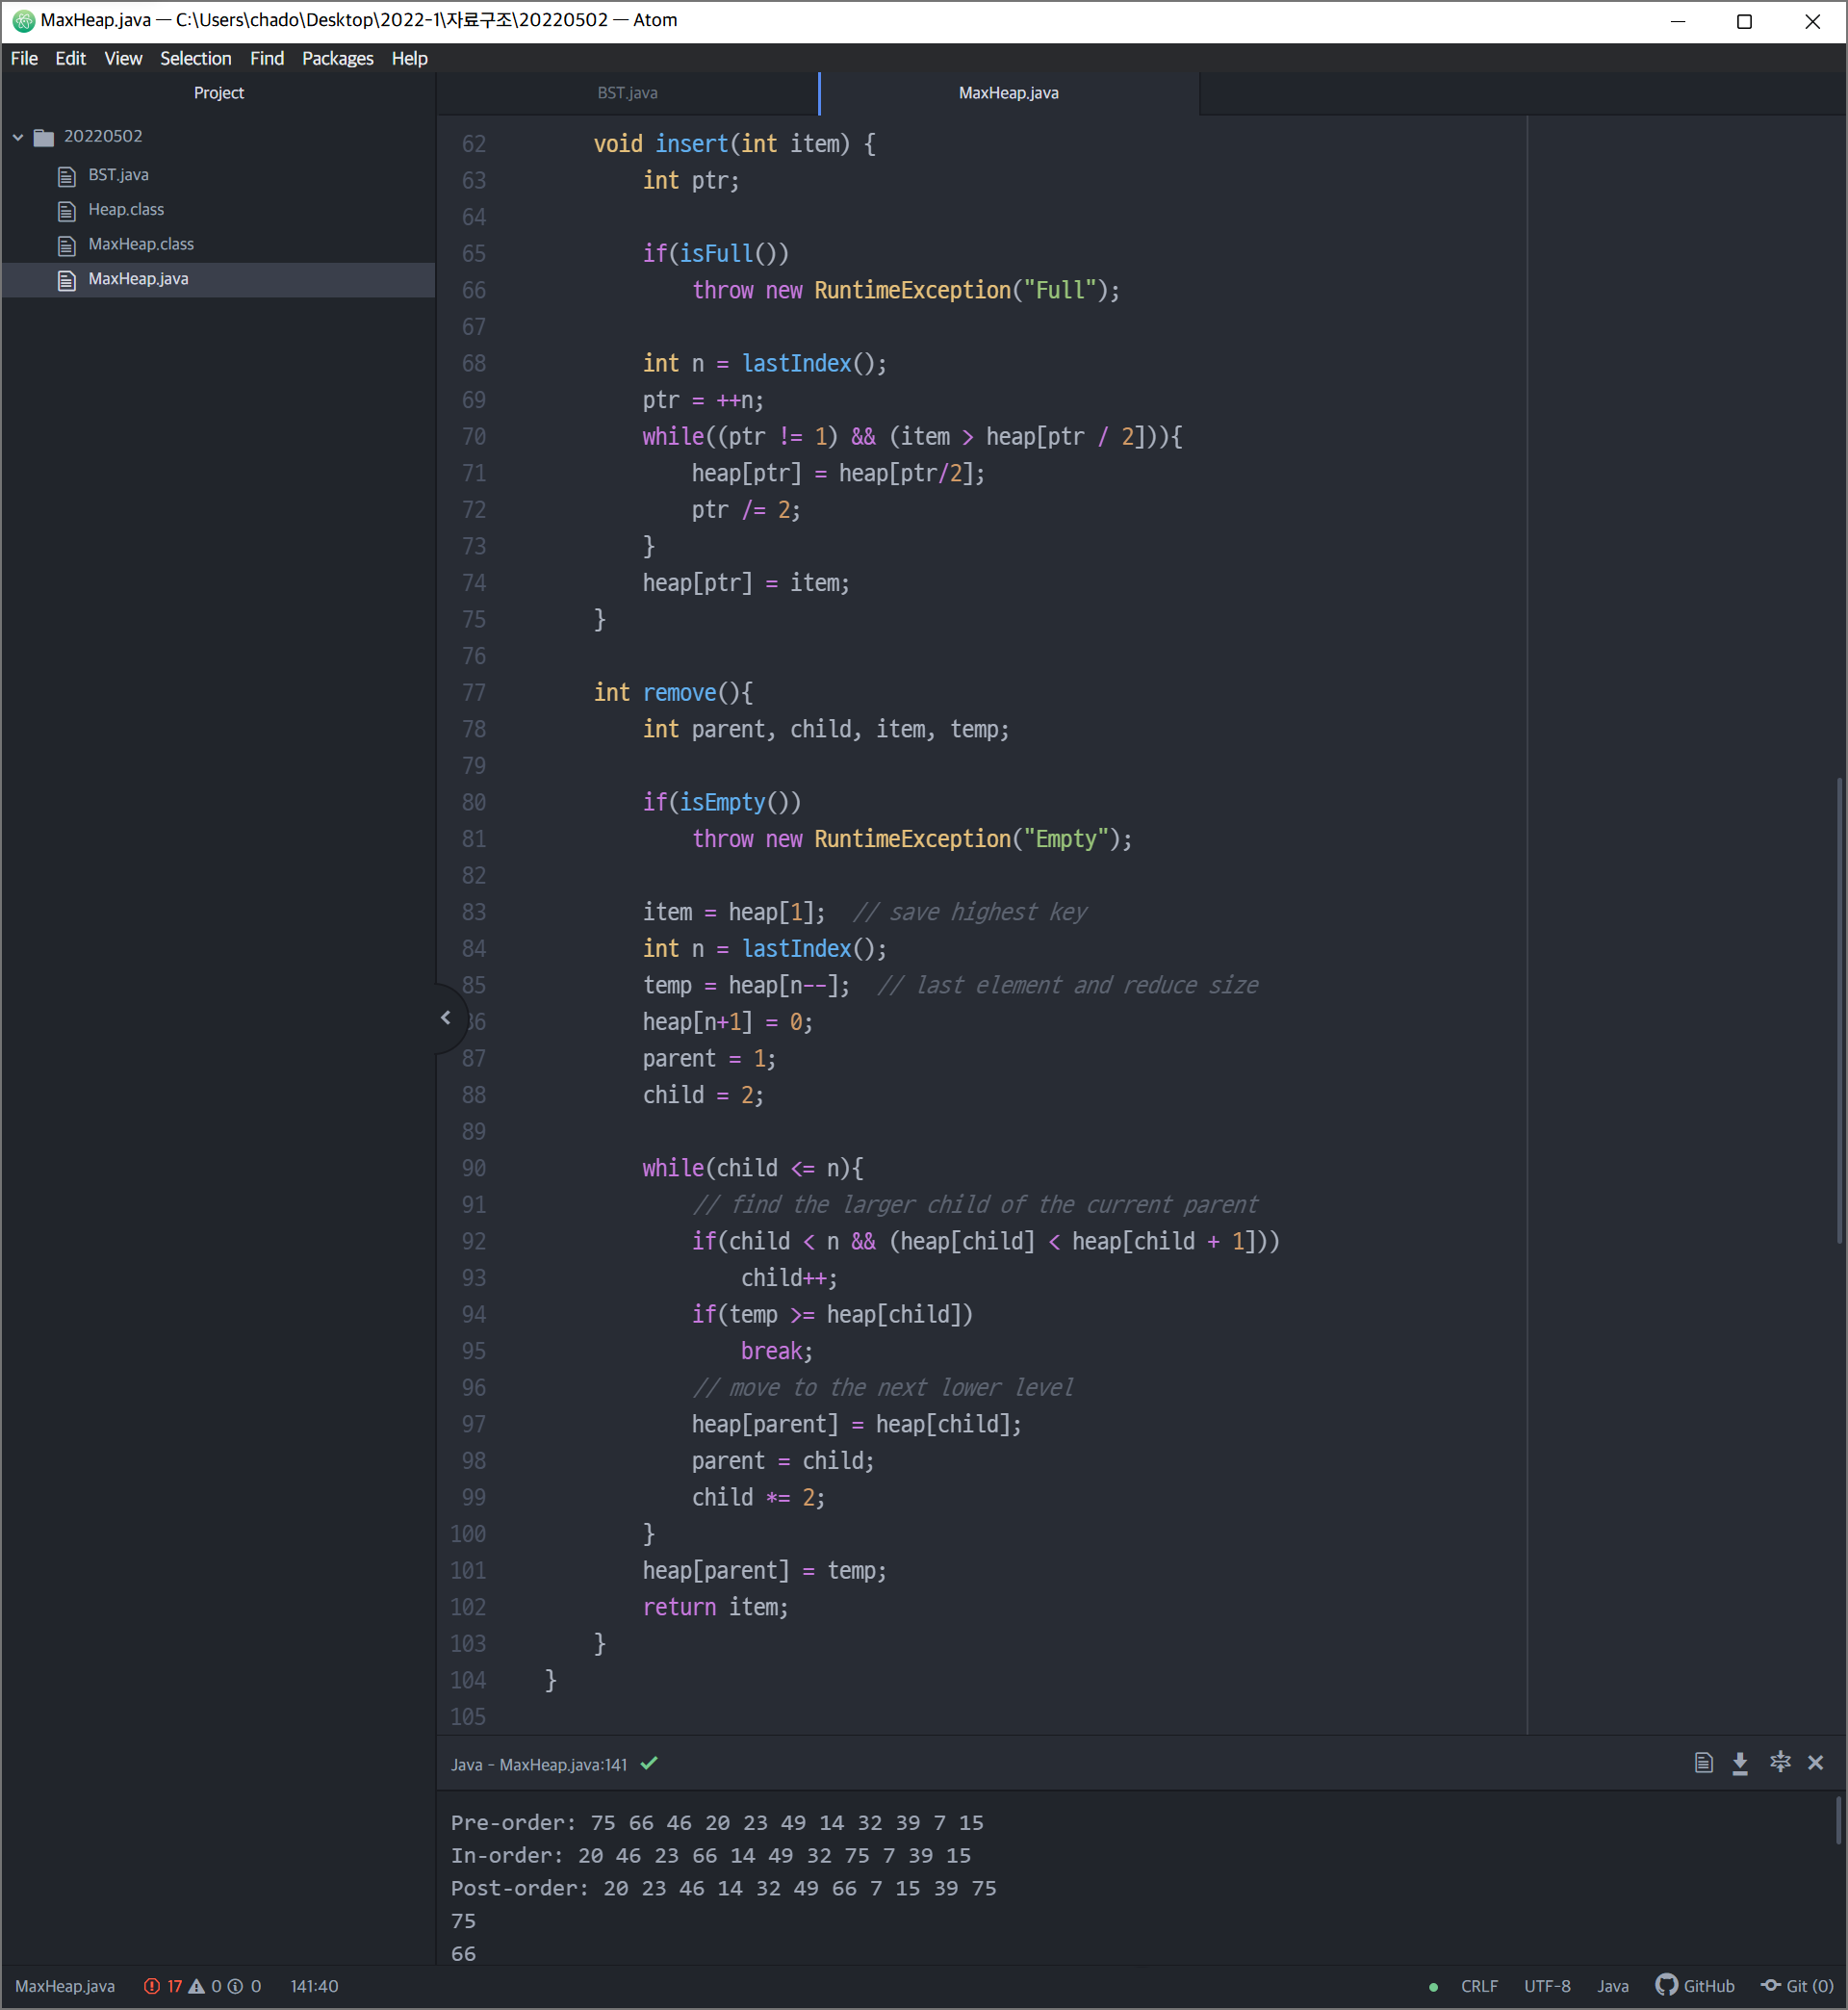 MaxHeap.java — C:\Users\chado\Desktop\2022-1\자료구조\20220502 — Atom
File Edit View Selection Find Packages Help
Project
20220502
BST.java
Heap.class
MaxHeap.class
MaxHeap.java
BST.java MaxHeap.java
62 void insert(int item) {
63 int ptr;
64
65 if(isFull())
66 throw new RuntimeException("Full");
67
68 int n = lastIndex();
69 ptr = ++n;
70 while((ptr != 1) && (item > heap[ptr / 2])){
71 heap[ptr] = heap[ptr/2];
72 ptr /= 2;
73 }
74 heap[ptr] = item;
75 }
76
77 int remove(){
78 int parent, child, item, temp;
79
80 if(isEmpty())
81 throw new RuntimeException("Empty");
82
83 item = heap[1]; // save highest key
84 int n = lastIndex();
85 temp = heap[n--]; // last element and reduce size
86 heap[n+1] = 0;
87 parent = 1;
88 child = 2;
89
90 while(child <= n){
91 // find the larger child of the current parent
92 if(child < n && (heap[child] < heap[child + 1]))
93 child++;
94 if(temp >= heap[child])
95 break;
96 // move to the next lower level
97 heap[parent] = heap[child];
98 parent = child;
99 child *= 2;
100 }
101 heap[parent] = temp;
102 return item;
103 }
104 }
105
Java - MaxHeap.java:141
Pre-order: 75 66 46 20 23 49 14 32 39 7 15
In-order: 20 46 23 66 14 49 32 75 7 39 15
Post-order: 20 23 46 14 32 49 66 7 15 39 75
75
66
MaxHeap.java 17 0 0 141:40 CRLF UTF-8 Java GitHub Git (0)